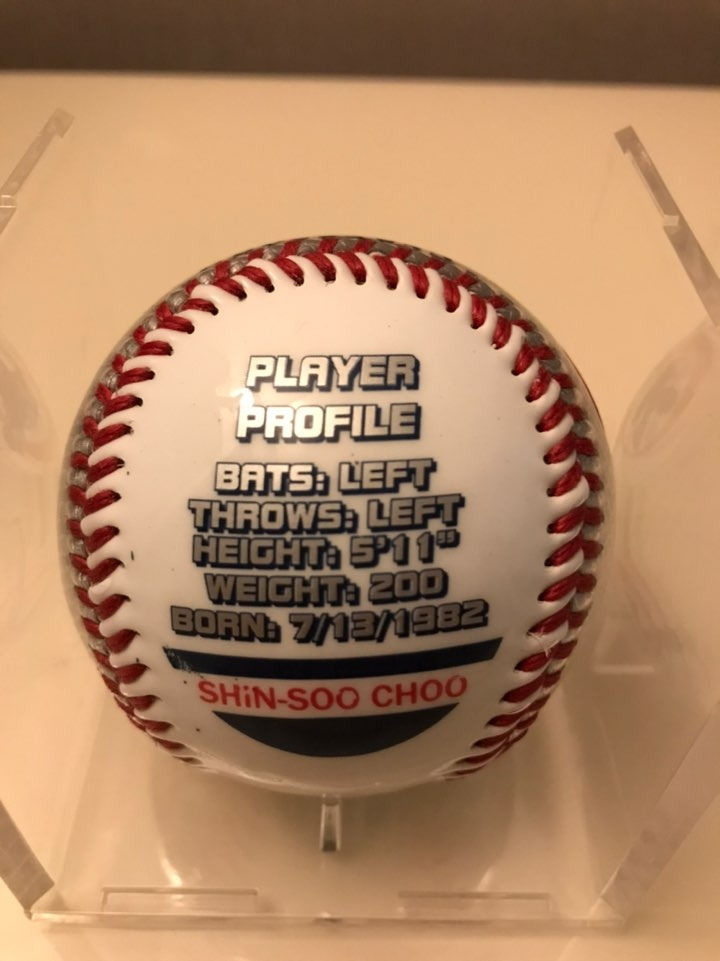 PLAYER
PROFILE
BATS: LEFT
THROWS: LEFT
HEIGHT: 5'11"
WEIGHT: 200
BORN: 7/13/1982
SHiN-SOO CHOO